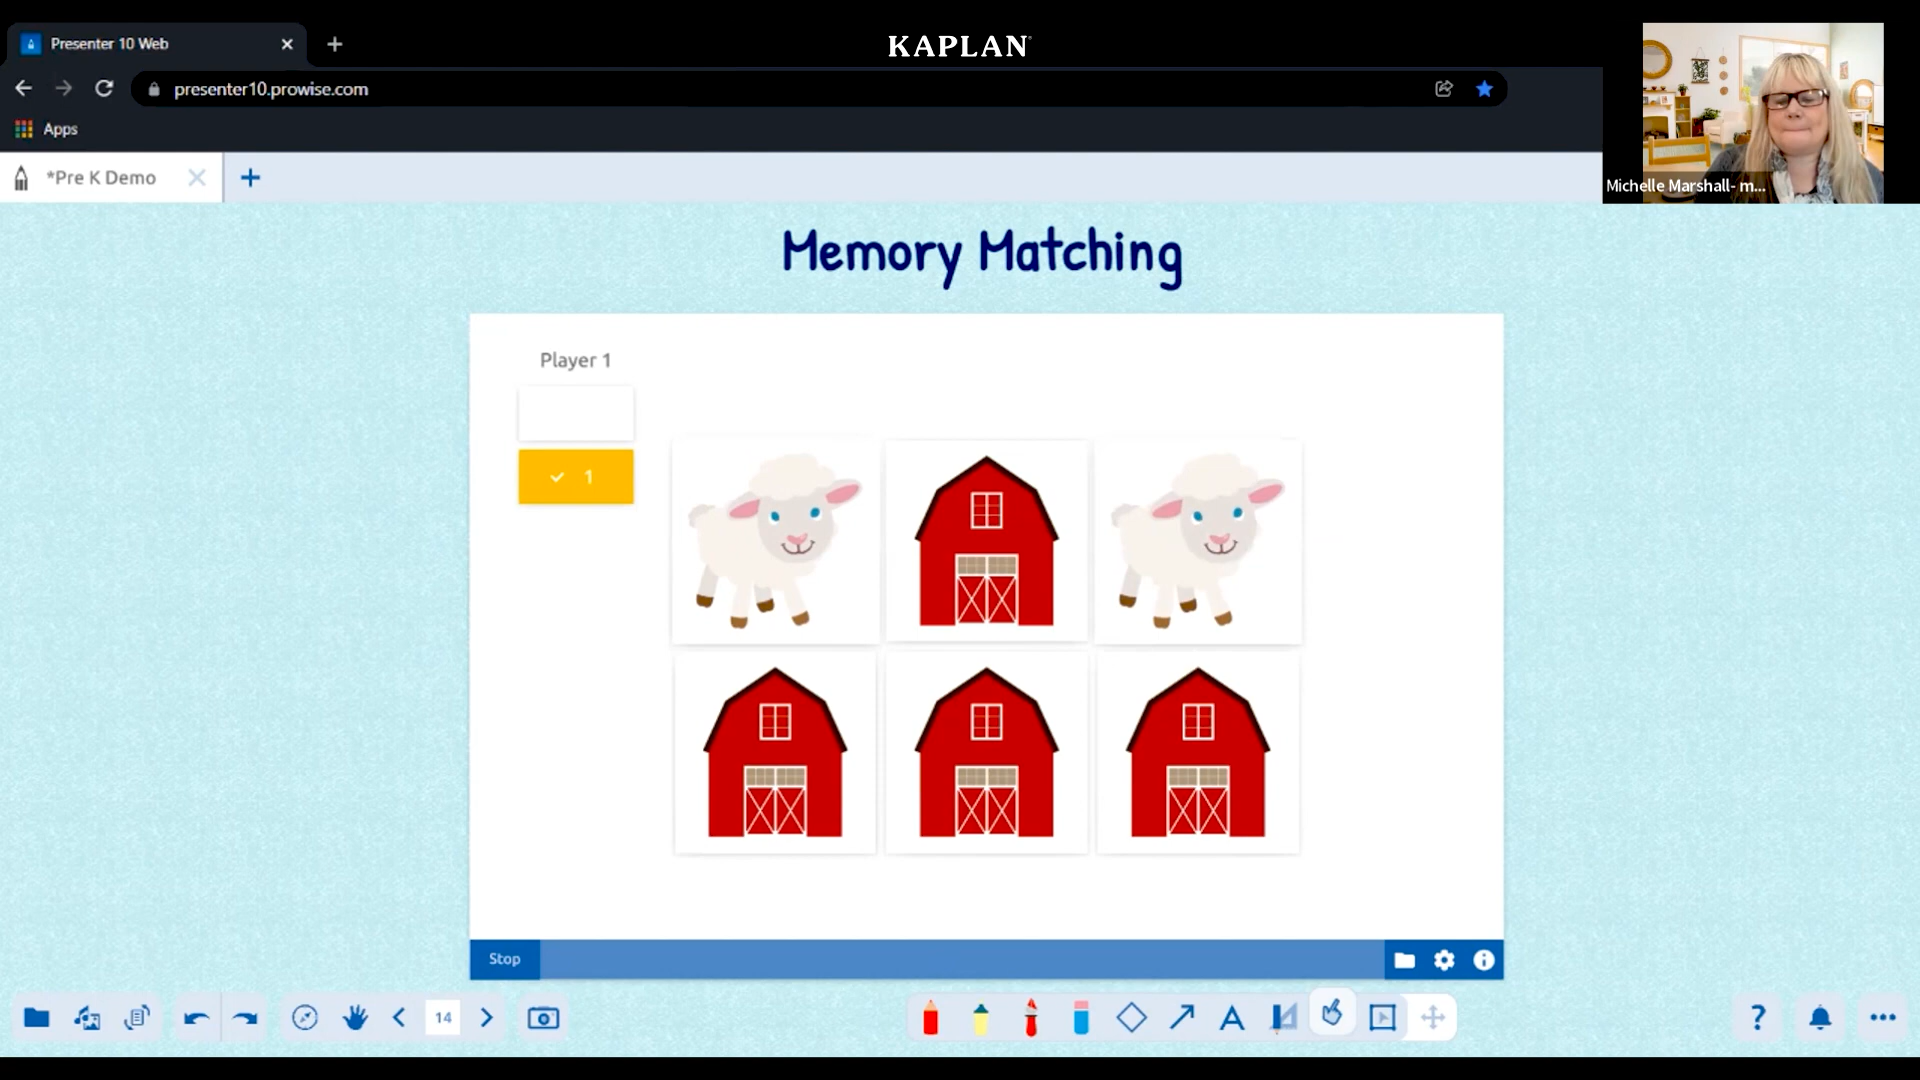 Presenter 10 Web
KAPLAN
presenter10.prowise.com
Apps
*Pre K Demo
Michelle Marshall- m...
Memory Matching
Player 1
1
Stop
14
A
?